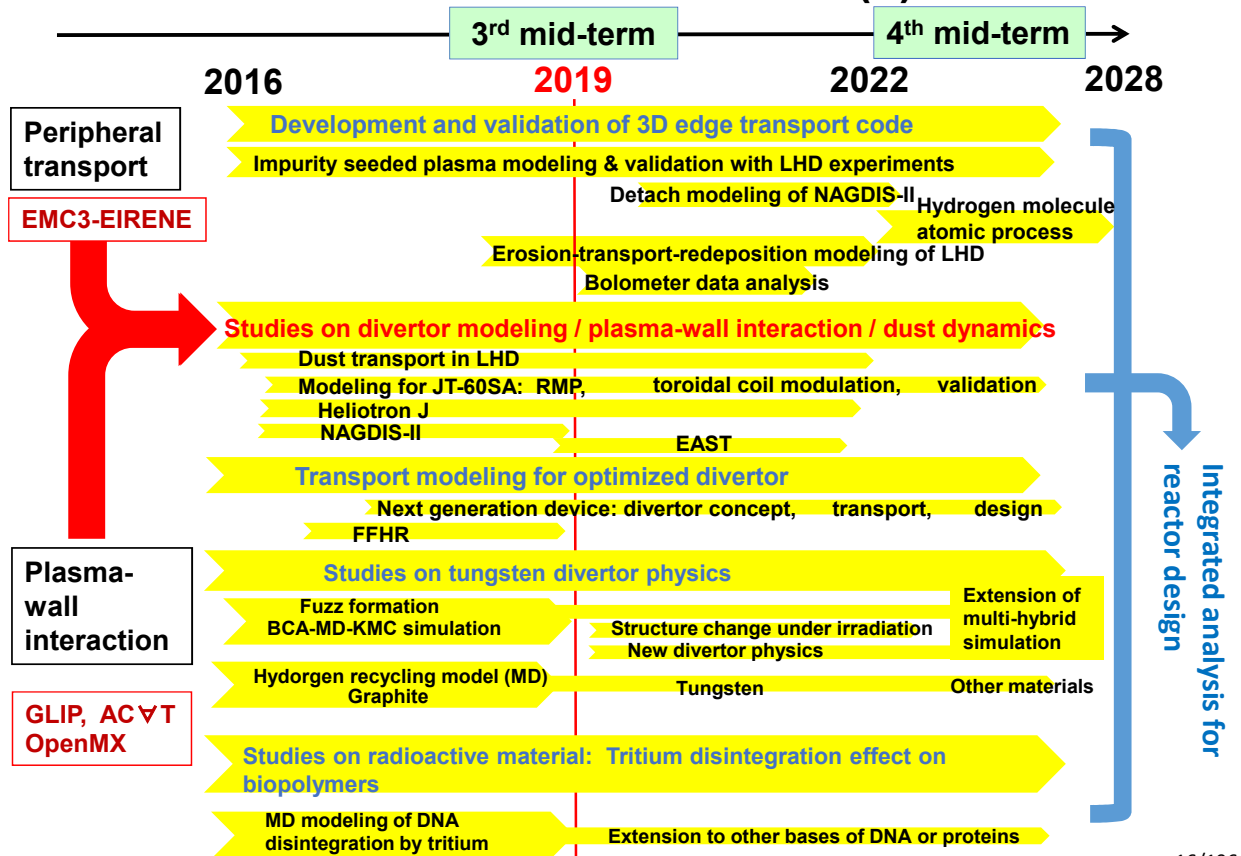 3rd mid-term
4th mid-term
2016
2019
2022
2028
Peripheral
transport
EMC3-EIRENE
Development and validation of 3D edge transport code
Impurity seeded plasma modeling & validation with LHD experiments
Detach modeling of NAGDIS-II
Hydrogen molecule
atomic process
Erosion-transport-redeposition modeling of LHD
Bolometer data analysis
Studies on divertor modeling / plasma-wall interaction / dust dynamics
Dust transport in LHD
Modeling for JT-60SA: RMP, toroidal coil modulation, validation
Heliotron J
NAGDIS-II
EAST
Transport modeling for optimized divertor
Next generation device: divertor concept, transport, design
FFHR
Plasma-
wall
interaction
GLIP, AC∀T
OpenMX
Studies on tungsten divertor physics
Fuzz formation
BCA-MD-KMC simulation
Structure change under irradiation
New divertor physics
Extension of
multi-hybrid
simulation
Hydorgen recycling model (MD)
Graphite
Tungsten
Other materials
Studies on radioactive material: Tritium disintegration effect on
biopolymers
MD modeling of DNA
disintegration by tritium
Extension to other bases of DNA or proteins
Integrated analysis for
reactor design